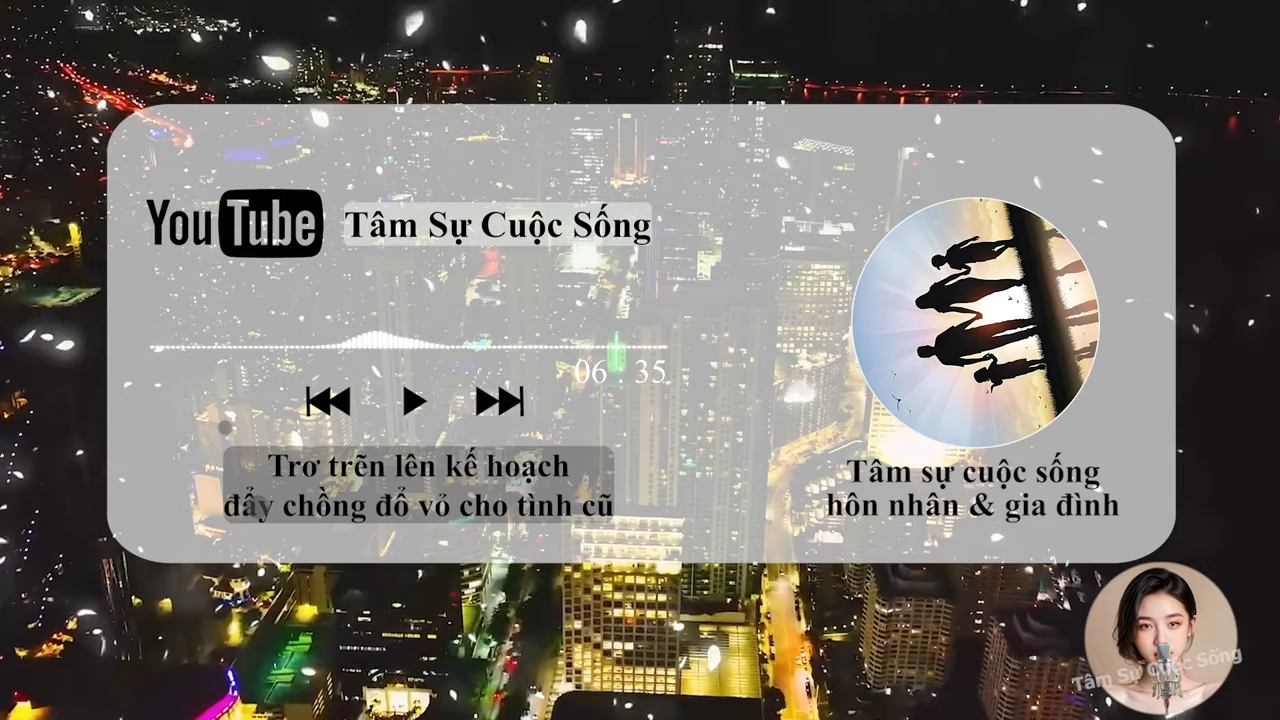 YouTube
Tâm Sự Cuộc Sống
06 35
Trơ trẽn lên kế hoạch
đẩy chồng đổ vỏ cho tình cũ
Tâm sự cuộc sống
hôn nhân & gia đình
Tâm Sự Cuộc Sống